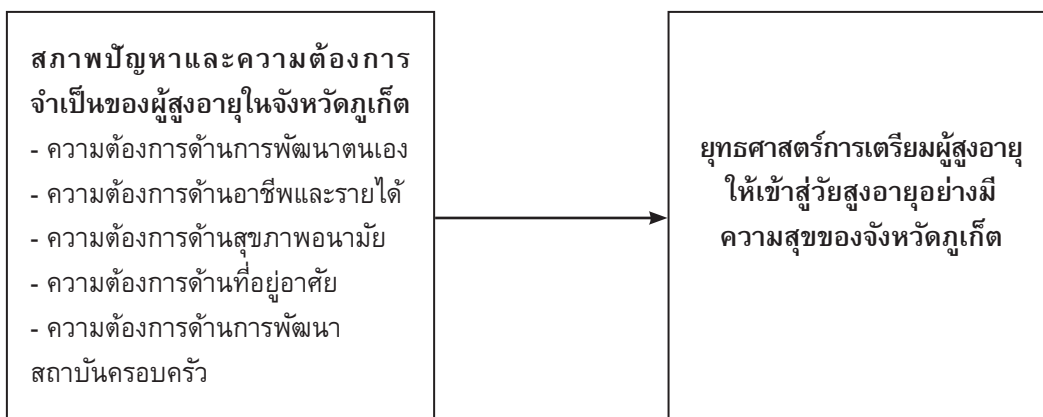 สภาพปัญหาและความต้องการ
จำเป็นของผู้สูงอายุในจังหวัดภูเก็ต
- ความต้องการด้านการพัฒนาตนเอง
- ความต้องการด้านอาชีพและรายได้
- ความต้องการด้านสุขภาพอนามัย
- ความต้องการด้านที่อยู่อาศัย
- ความต้องการด้านการพัฒนา
สถาบันครอบครัว
ยุทธศาสตร์การเตรียมผู้สูงอายุ
ให้เข้าสู่วัยสูงอายุอย่างมี
ความสุขของจังหวัดภูเก็ต